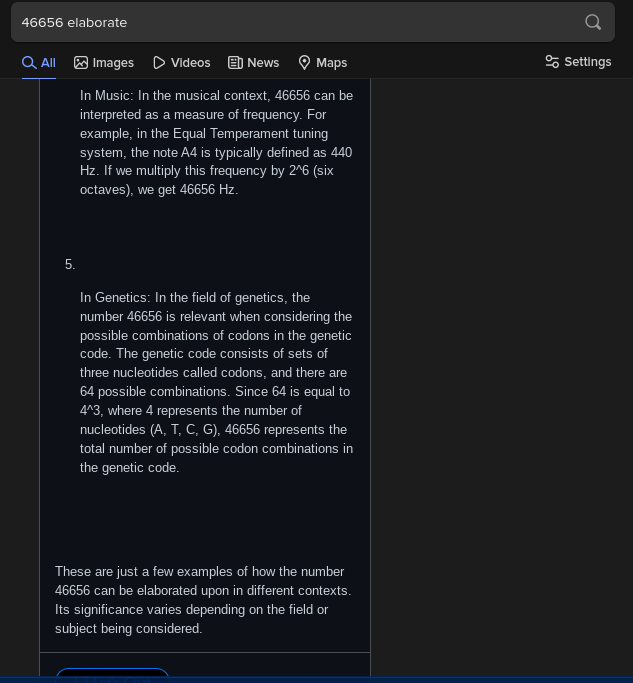 46656 elaborate
All Images Videos News Maps Settings
In Music: In the musical context, 46656 can be
interpreted as a measure of frequency. For
example, in the Equal Temperament tuning
system, the note A4 is typically defined as 440
Hz. If we multiply this frequency by 2^6 (six
octaves), we get 46656 Hz.
5.
In Genetics: In the field of genetics, the
number 46656 is relevant when considering the
possible combinations of codons in the genetic
code. The genetic code consists of sets of
three nucleotides called codons, and there are
64 possible combinations. Since 64 is equal to
4^3, where 4 represents the number of
nucleotides (A, T, C, G), 46656 represents the
total number of possible codon combinations in
the genetic code.
These are just a few examples of how the number
46656 can be elaborated upon in different contexts.
Its significance varies depending on the field or
subject being considered.